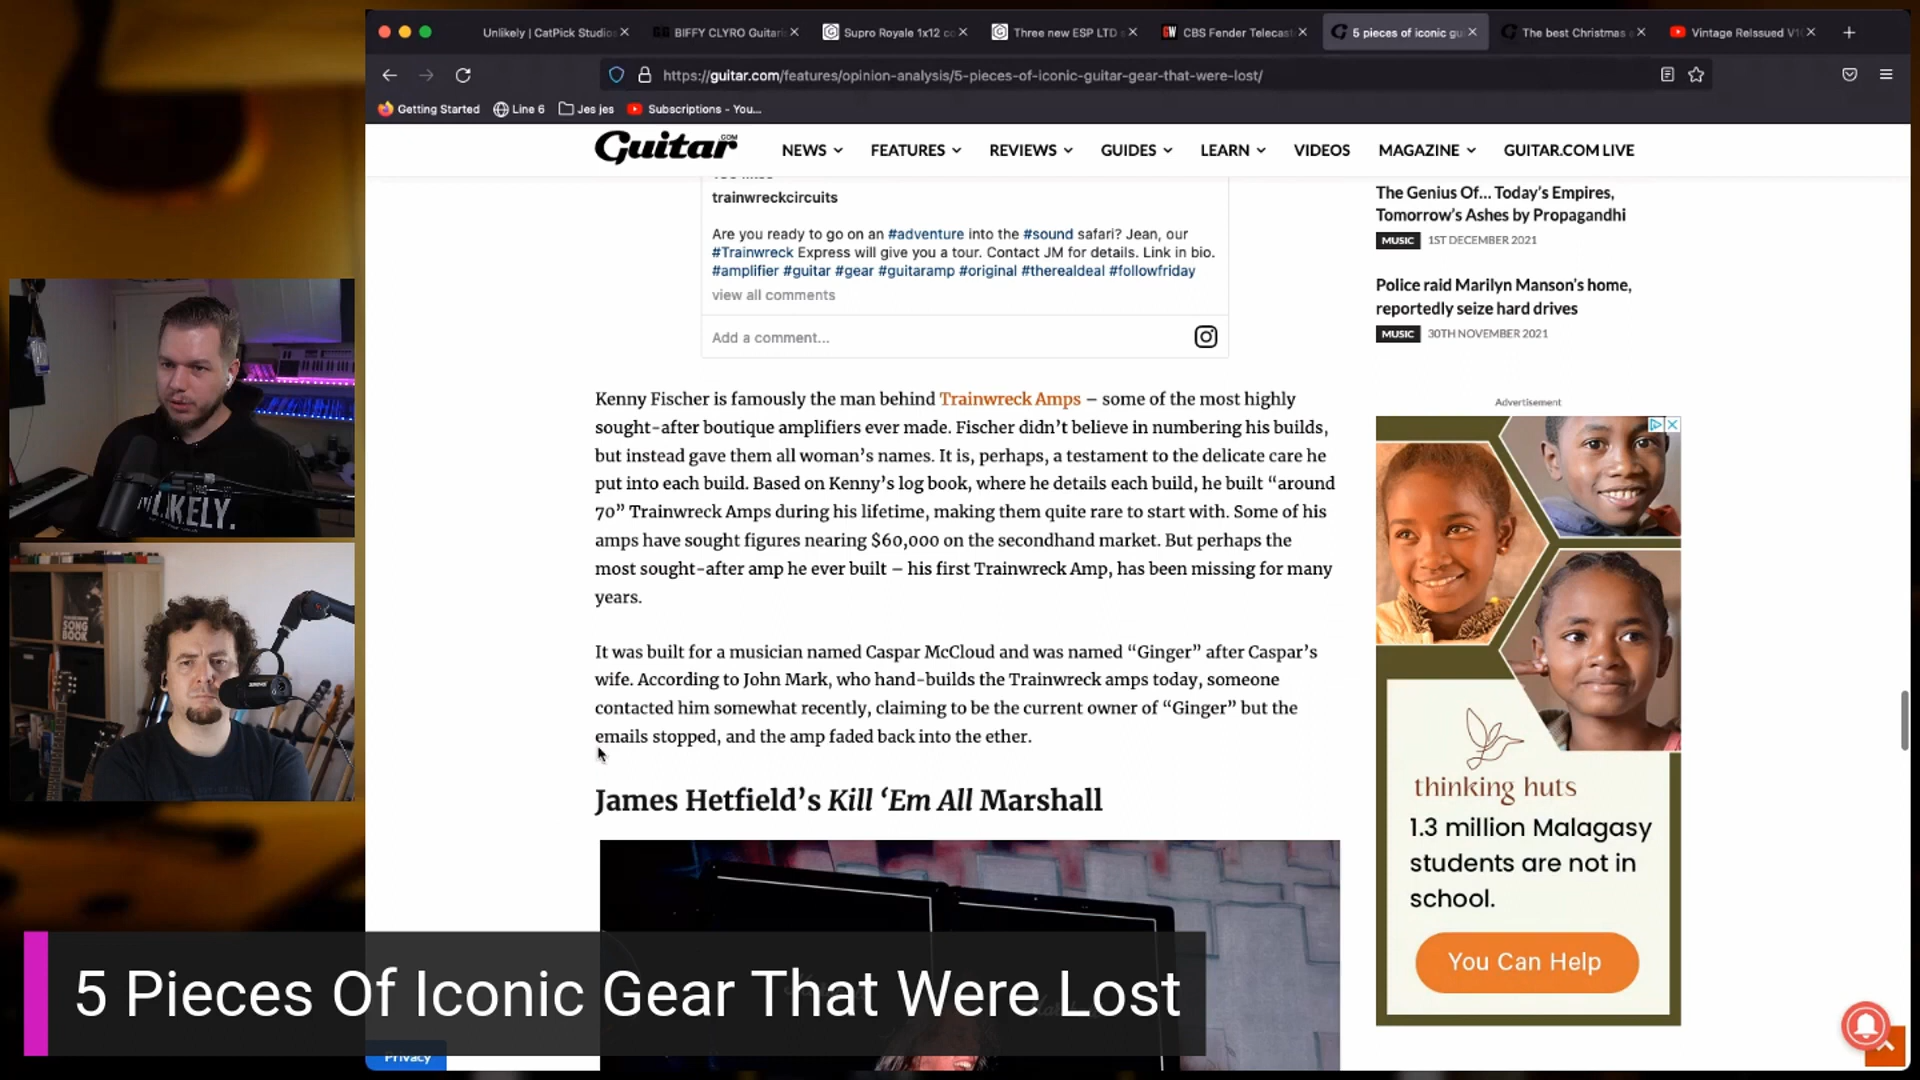 Unlikely | CatPick Studios
BIFFY CLYRO Guitaris
Supro Royale 1x12 co
Three new ESP LTD s
GW CBS Fender Telecast
5 pieces of iconic gui
The best Christmas
Vintage ReIssued V10
https://guitar.com/features/opinion-analysis/5-pieces-of-iconic-guitar-gear-that-were-lost/
Getting Started
Line 6
Jes jes
Subscriptions - You...
Guitar.COM
NEWS
FEATURES
REVIEWS
GUIDES
LEARN
VIDEOS
MAGAZINE
GUITAR.COM LIVE
trainwreckcircuits
Are you ready to go on an #adventure into the #sound safari? Jean, our
#Trainwreck Express will give you a tour. Contact JM for details. Link in bio.
#amplifier #guitar #gear #guitaramp #original #therealdeal #followfriday
view all comments
Add a comment...
Kenny Fischer is famously the man behind Trainwreck Amps – some of the most highly
sought-after boutique amplifiers ever made. Fischer didn’t believe in numbering his builds,
but instead gave them all woman’s names. It is, perhaps, a testament to the delicate care he
put into each build. Based on Kenny’s log book, where he details each build, he built “around
70” Trainwreck Amps during his lifetime, making them quite rare to start with. Some of his
amps have sought figures nearing $60,000 on the secondhand market. But perhaps the
most sought-after amp he ever built – his first Trainwreck Amp, has been missing for many
years.
It was built for a musician named Caspar McCloud and was named “Ginger” after Caspar’s
wife. According to John Mark, who hand-builds the Trainwreck amps today, someone
contacted him somewhat recently, claiming to be the current owner of “Ginger” but the
emails stopped, and the amp faded back into the ether.
James Hetfield’s Kill ‘Em All Marshall
The Genius Of... Today’s Empires,
Tomorrow’s Ashes by Propagandhi
MUSIC 1ST DECEMBER 2021
Police raid Marilyn Manson’s home,
reportedly seize hard drives
MUSIC 30TH NOVEMBER 2021
Advertisement
thinking huts
1.3 million Malagasy
students are not in
school.
You Can Help
SONG
BOOK
5 Pieces Of Iconic Gear That Were Lost
Privacy